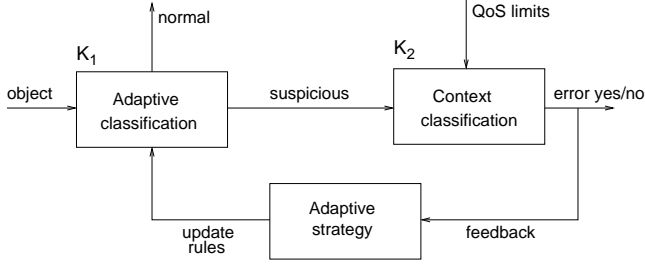 normal
QoS limits
K1
K2
object
Adaptive
classification
suspicious
Context
classification
error yes/no
Adaptive
strategy
update
rules
feedback